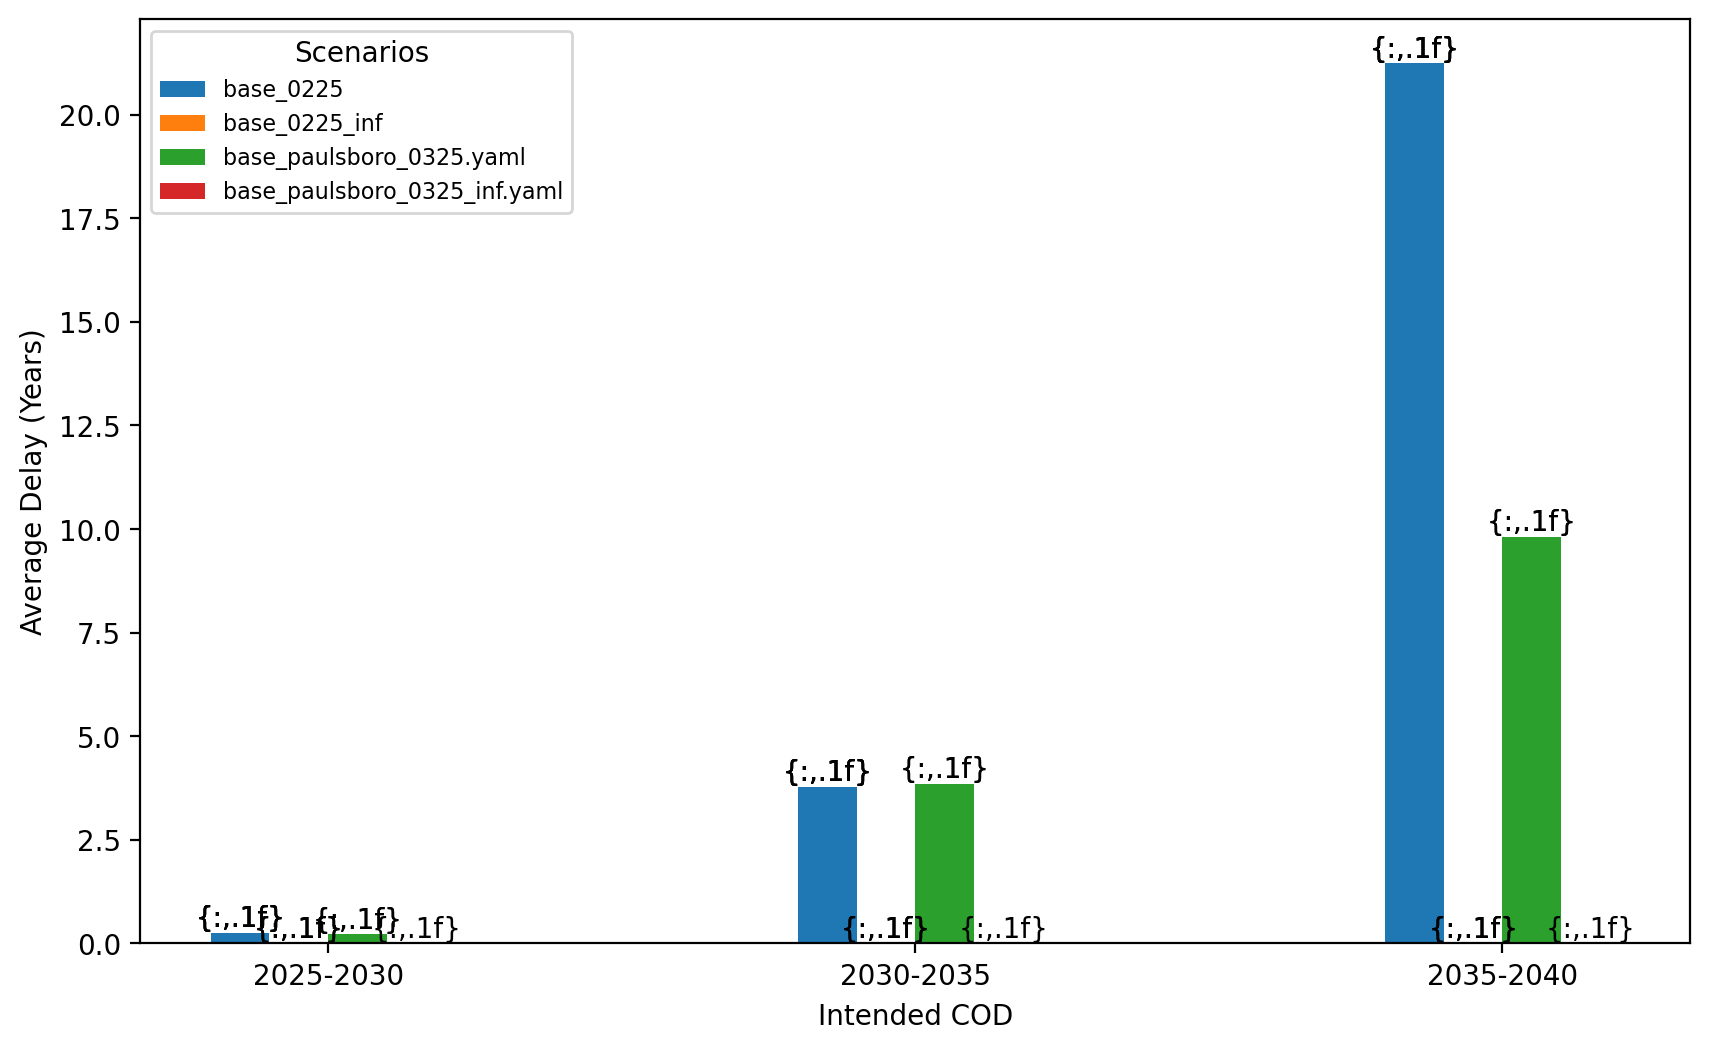 Scenarios
base_0225
base_0225_inf
base_paulsboro_0325.yaml
base_paulsboro_0325_inf.yaml
Average Delay (Years)
20.0
17.5
15.0
12.5
10.0
7.5
5.0
2.5
0.0
{:,.1f}
{:,.1f}
{:,.1f}
{:,.1f}
{:,.1f}
{:,.1f}
{:,.1f}
{:,.1f}
{:,.1f}
{:,.1f}
{:,.1f}
{:,.1f}
2025-2030
2030-2035
2035-2040
Intended COD